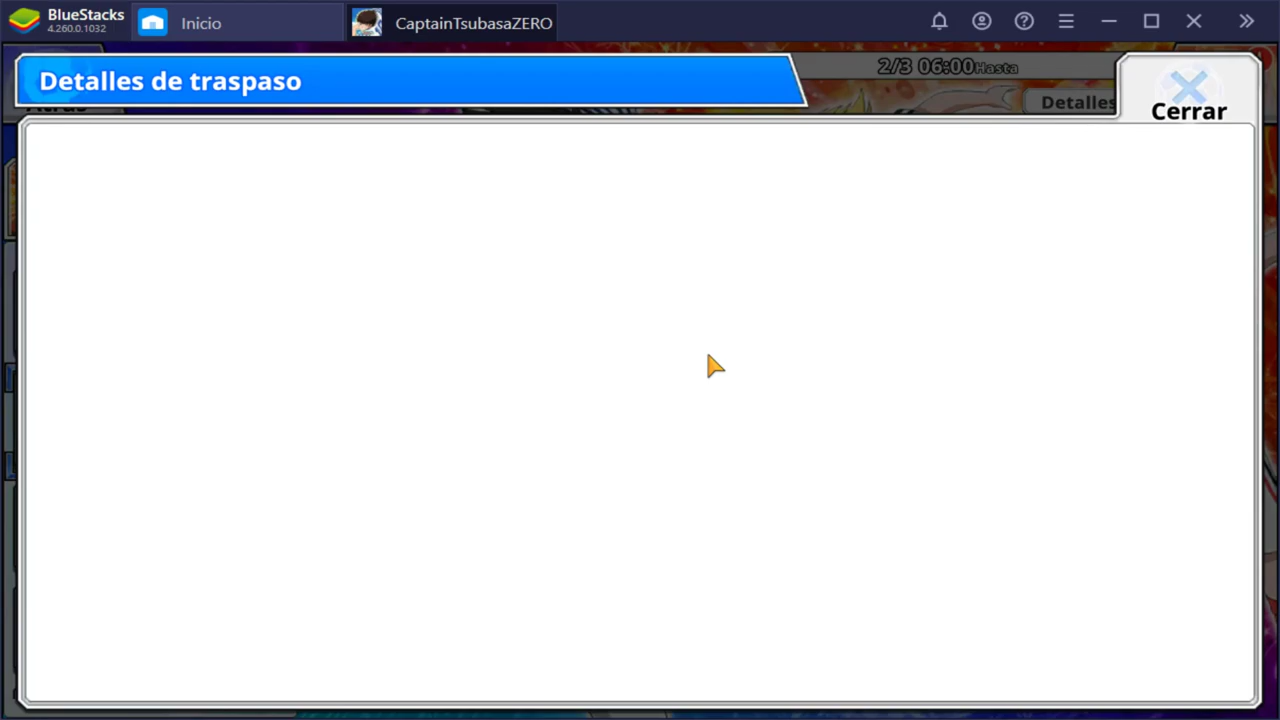 BlueStacks
4.260.0.1032
Inicio
CaptainTsubasaZERO
Detalles de traspaso
2/3 06:00 Hasta
Detalles
Cerrar